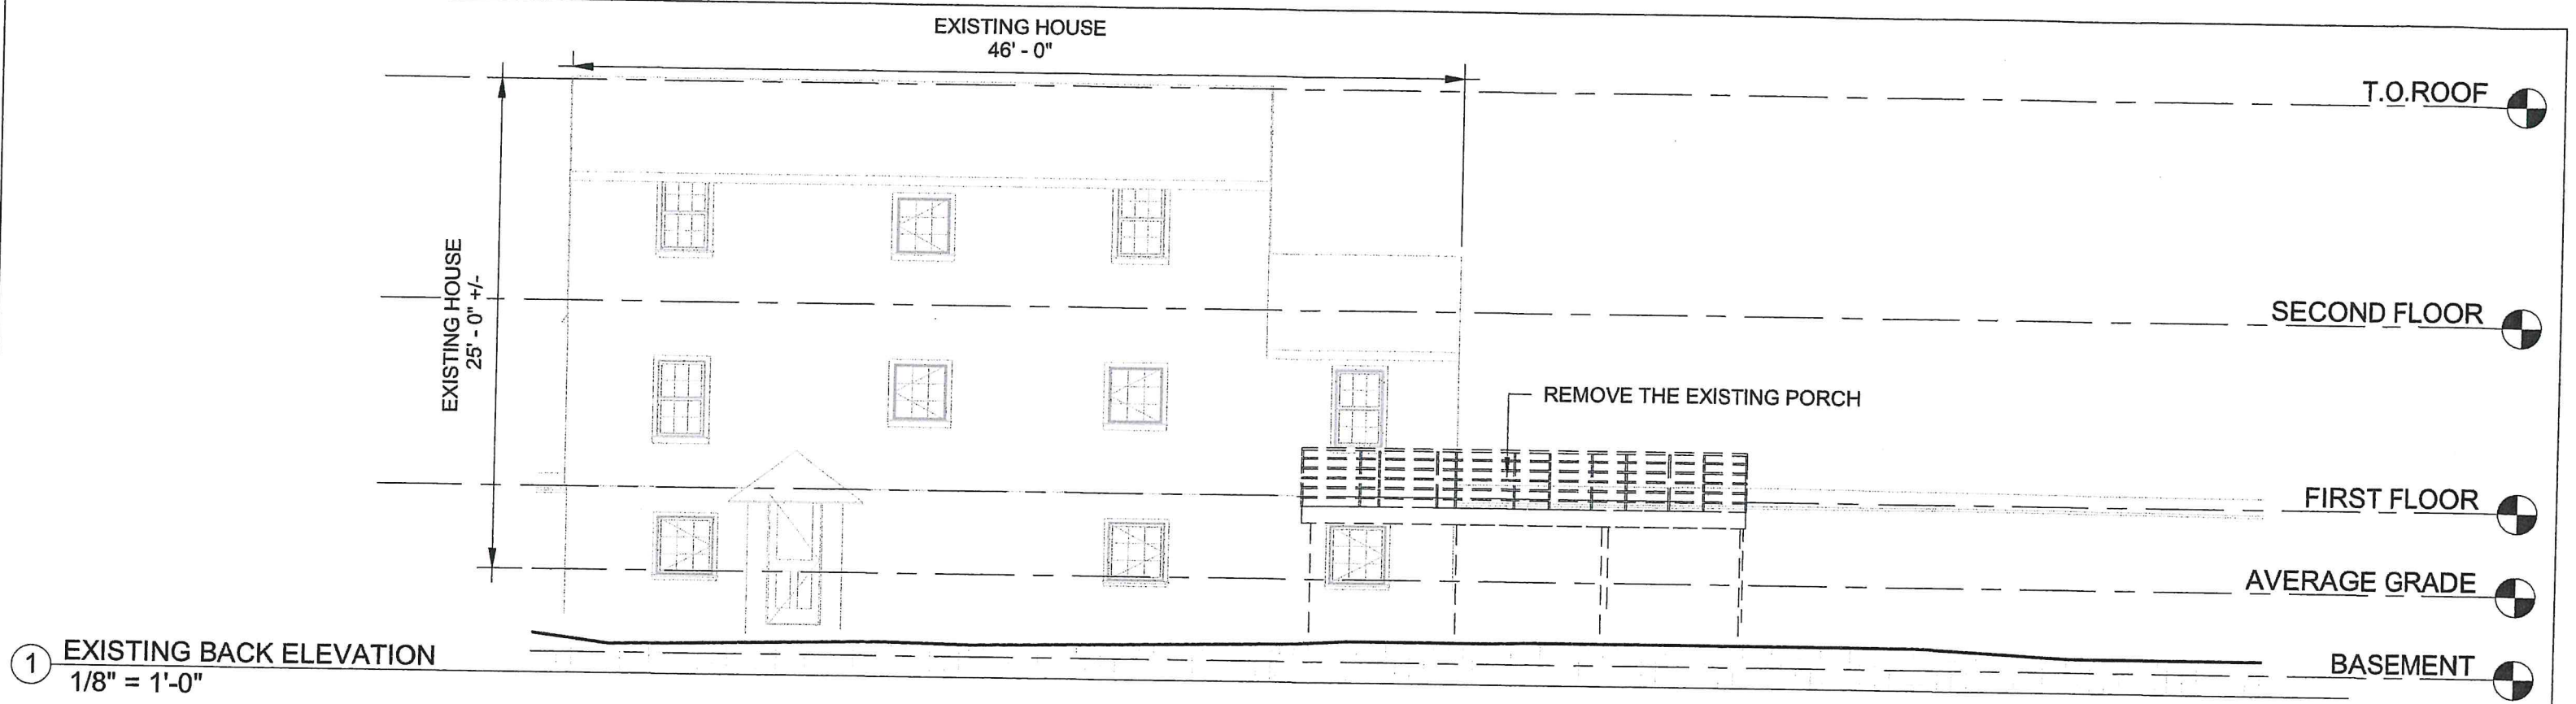 EXISTING HOUSE
46' - 0"
T.O.ROOF
EXISTING HOUSE
25' - 0" +/-
SECOND FLOOR
REMOVE THE EXISTING PORCH
FIRST FLOOR
AVERAGE GRADE
1 EXISTING BACK ELEVATION
1/8" = 1'-0"
BASEMENT